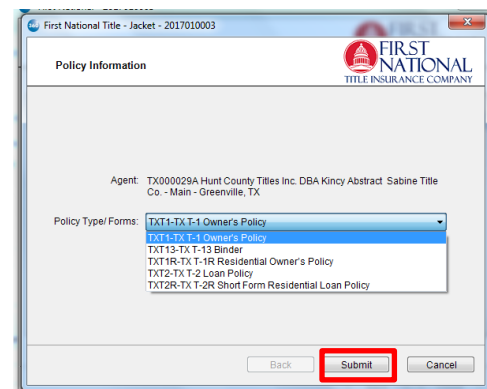 First National Title - Jacket - 2017010003
Policy Information
FIRST
NATIONAL
TITLE INSURANCE COMPANY
Agent: TX000029A Hunt County Titles Inc. DBA Kincy Abstract Sabine Title
Co. - Main - Greenville, TX
Policy Type/ Forms: TXT1-TX T-1 Owner's Policy
TXT1-TX T-1 Owner's Policy
TXT13-TX T-13 Binder
TXT1R-TX T-1R Residential Owner's Policy
TXT2-TX T-2 Loan Policy
TXT2R-TX T-2R Short Form Residential Loan Policy
Back Submit Cancel